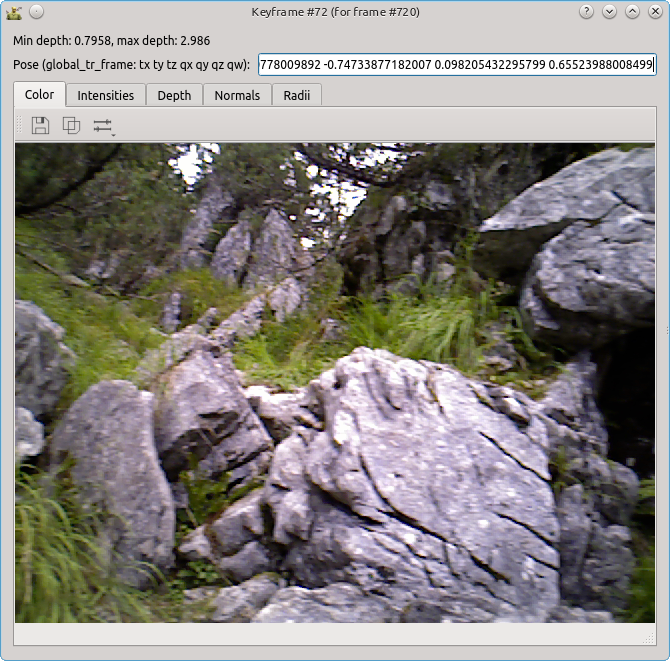 Keyframe #72 (for frame #720)
Min depth: 0.7958, max depth: 2.986
Pose (global_tr_frame: tx ty tz qx qy qz qw): 778009892 -0.74733877182007 0.098205432295799 0.65523988008499
Color Intensities Depth Normals Radii